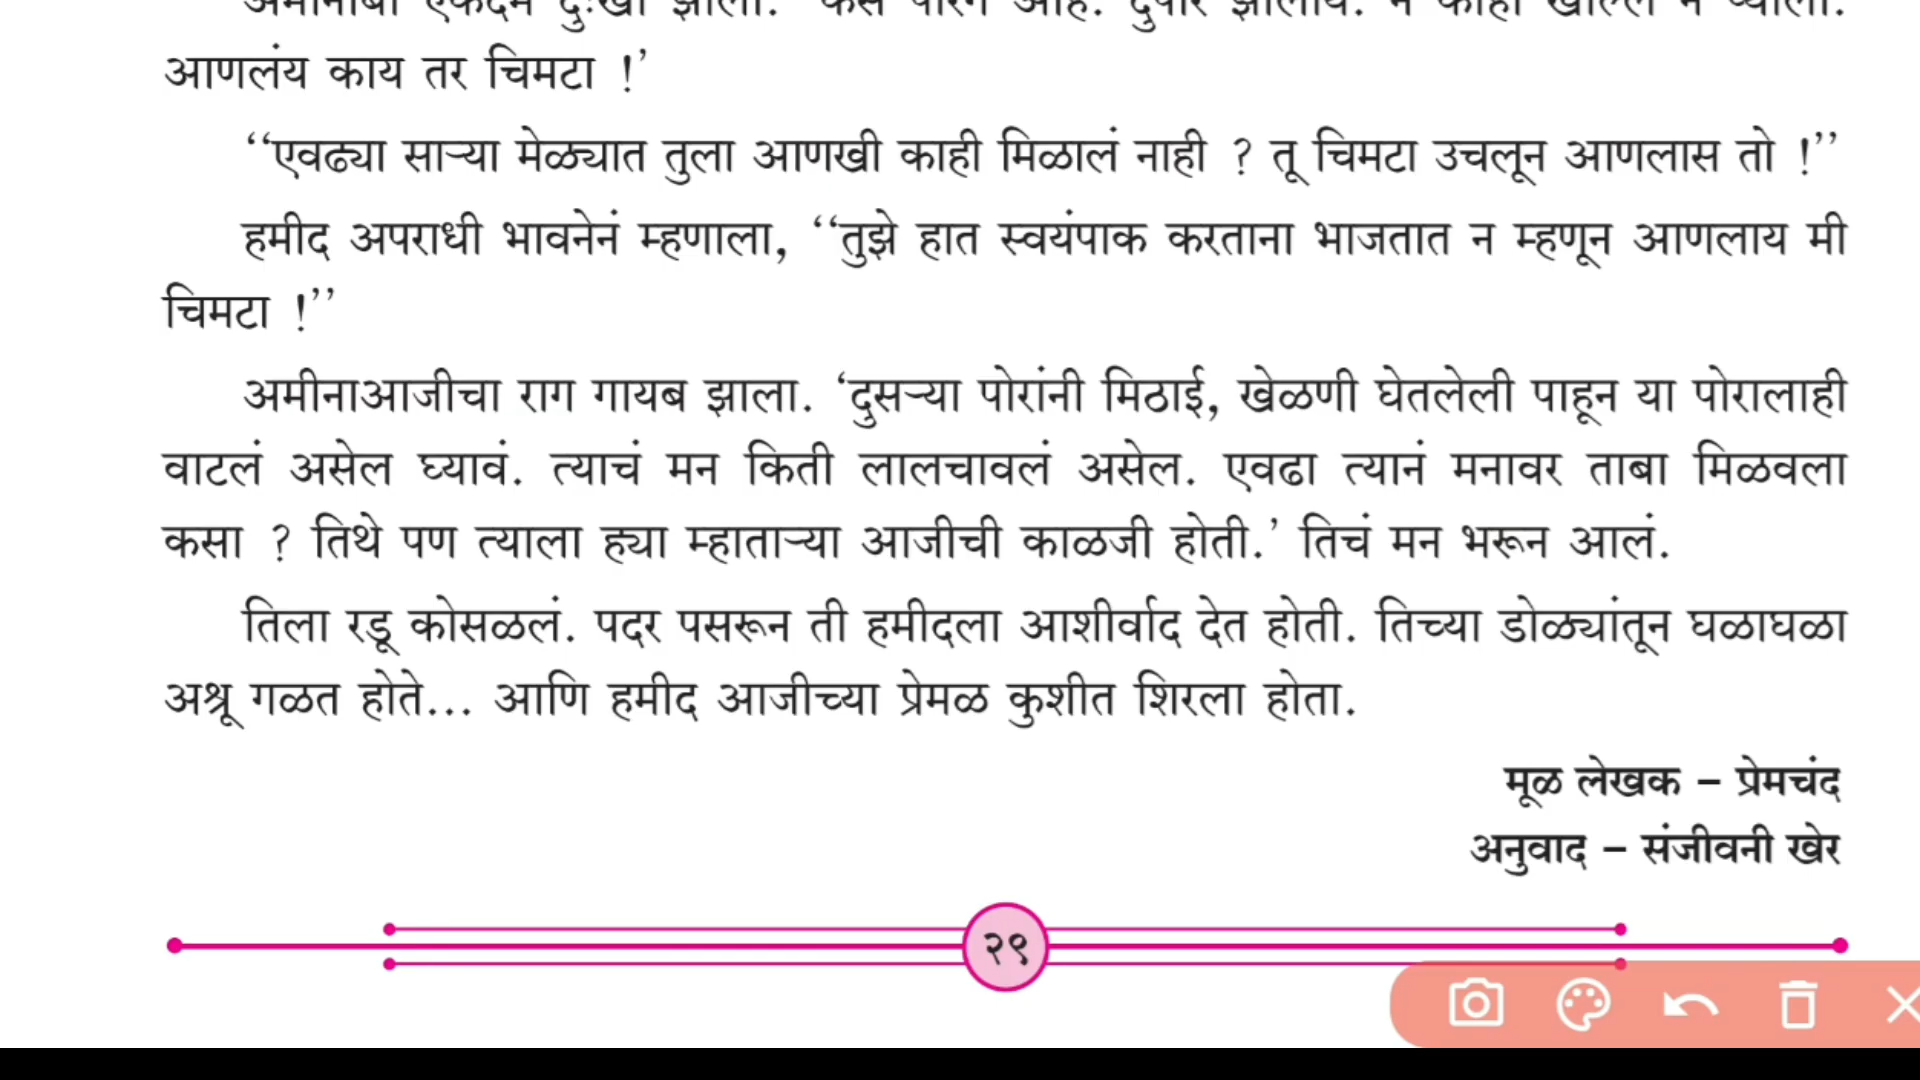 अमीनाबी एकदम दुःखी झाली. आहे. दुपार झालीय. न काही खाल्लं न प्याला.
आणलंय काय तर चिमटा !’
‘‘एवढ्या साऱ्या मेळ्यात तुला आणखी काही मिळालं नाही ? तू चिमटा उचलून आणलास तो !’’
हमीद अपराधी भावनेनं म्हणाला, ‘‘तुझे हात स्वयंपाक करताना भाजतात न म्हणून आणलाय मी
चिमटा !’’
अमीनाआजीचा राग गायब झाला. ‘दुसऱ्या पोरांनी मिठाई, खेळणी घेतलेली पाहून या पोरालाही
वाटलं असेल घ्यावं. त्याचं मन किती लालचावलं असेल. एवढा त्यानं मनावर ताबा मिळवला
कसा ? तिथे पण त्याला ह्या म्हाताऱ्या आजीची काळजी होती.’ तिचं मन भरून आलं.
तिला रडू कोसळलं. पदर पसरून ती हमीदला आशीर्वाद देत होती. तिच्या डोळ्यांतून घळाघळा
अश्रू गळत होते... आणि हमीद आजीच्या प्रेमळ कुशीत शिरला होता.
मूळ लेखक – प्रेमचंद
अनुवाद – संजीवनी खेर
२९